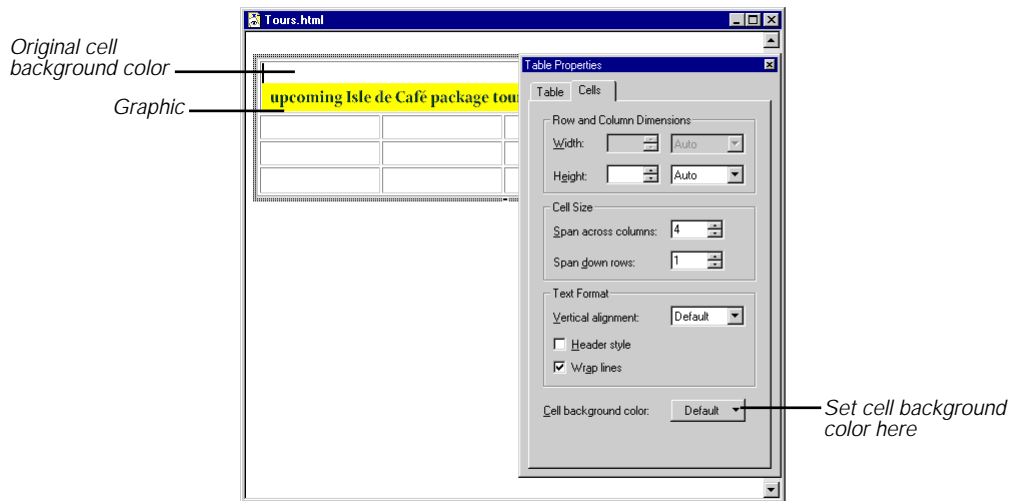 Tours.html
Original cell
background color
Graphic
upcoming Isle de Café package tou
Table Properties
Table Cells
Row and Column Dimensions
Width: Auto
Height: Auto
Cell Size
Span across columns: 4
Span down rows: 1
Text Format
Vertical alignment: Default
Header style
Wrap lines
Cell background color: Default
Set cell background
color here